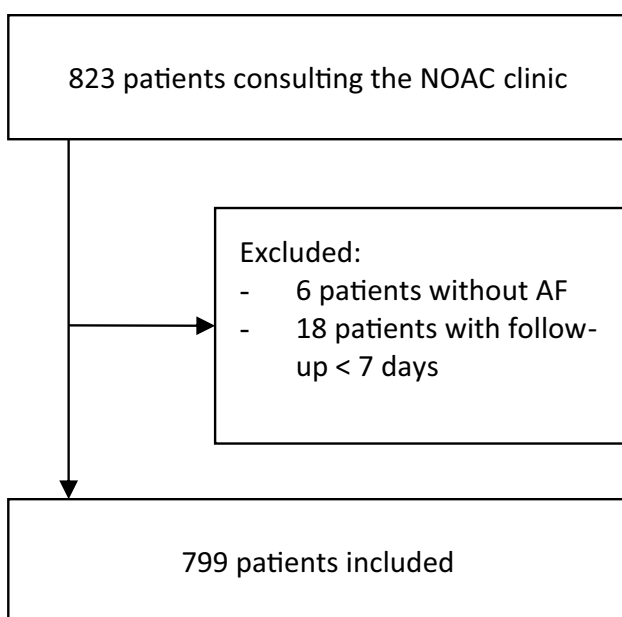 823 patients consulting the NOAC clinic
Excluded:
- 6 patients without AF
- 18 patients with follow-
up < 7 days
799 patients included